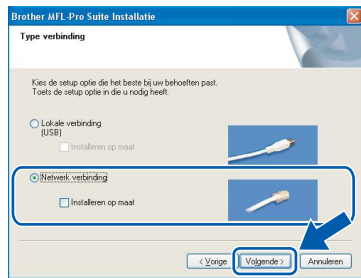 Brother MFL-Pro Suite Installatie
Type verbinding
Kies de setup optie die het beste bij uw behoeften past.
Toets de setup optie in die u nodig heeft.
Lokale verbinding
(USB)
Installeren op maat
Netwerk verbinding
Installeren op maat
< Vorige
Volgende >
Annuleren